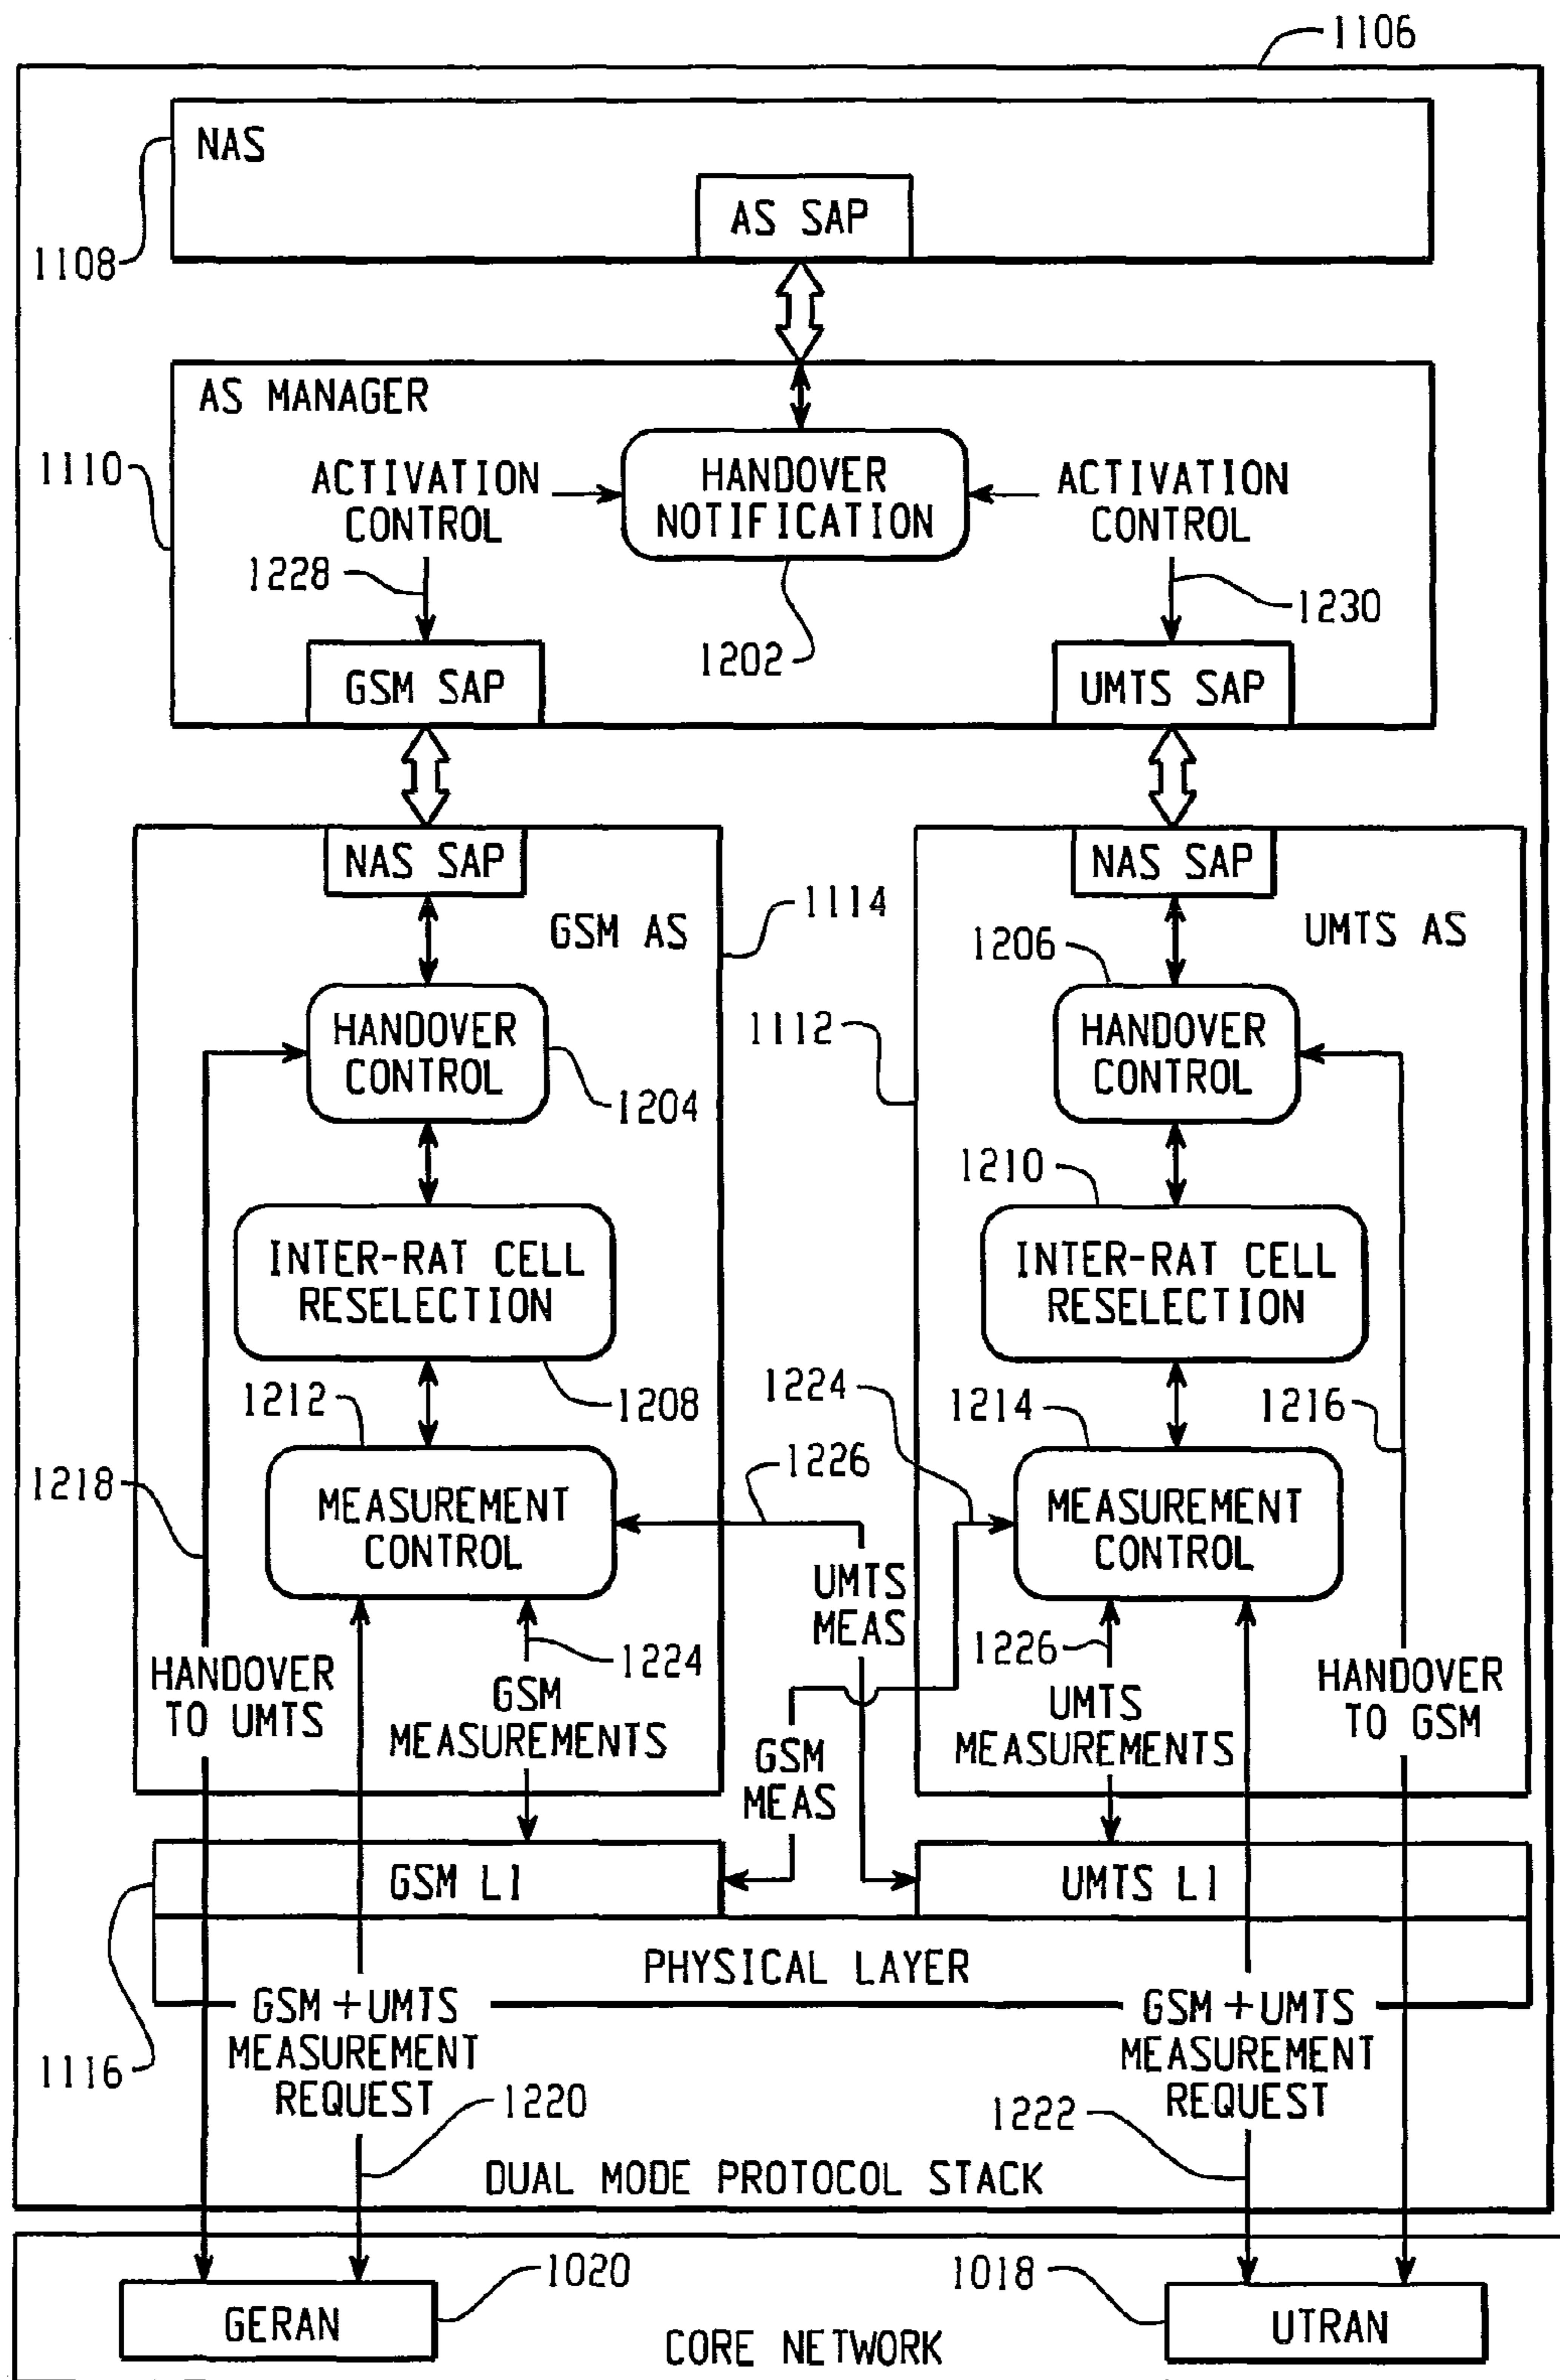 1106
NAS
AS SAP
1108
AS MANAGER
1110
ACTIVATION
CONTROL
HANDOVER
NOTIFICATION
ACTIVATION
CONTROL
1228
1230
1202
GSM SAP
UMTS SAP
NAS SAP
NAS SAP
1114
GSM AS
1206
UMTS AS
HANDOVER
CONTROL
1112
HANDOVER
CONTROL
1204
1210
INTER-RAT CELL
RESELECTION
INTER-RAT CELL
RESELECTION
1212
1208
1224
1214
1216
1218
1226
MEASUREMENT
CONTROL
MEASUREMENT
CONTROL
UMTS
MEAS
1224
1226
HANDOVER
TO UMTS
GSM
MEASUREMENTS
UMTS
MEASUREMENTS
HANDOVER
TO GSM
GSM
MEAS
GSM L1
UMTS L1
PHYSICAL LAYER
GSM+UMTS
MEASUREMENT
REQUEST
GSM+UMTS
MEASUREMENT
REQUEST
1116
1220
1222
DUAL MODE PROTOCOL STACK
1020
1018
GERAN
UTRAN
CORE NETWORK